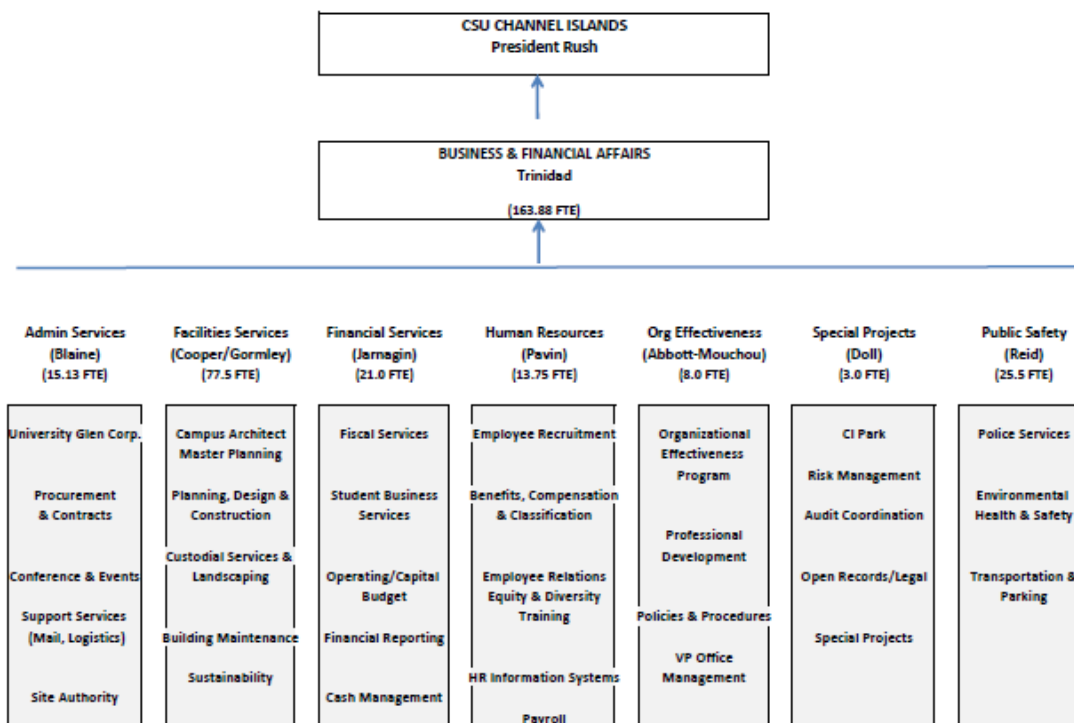 CSU CHANNEL ISLANDS
President Rush
BUSINESS & FINANCIAL AFFAIRS
Trinidad
(163.88 FTE)
Admin Services
(Blaine)
(15.13 FTE)
Facilities Services
(Cooper/Gormley)
(77.5 FTE)
Financial Services
(Jarnagin)
(21.0 FTE)
Human Resources
(Pavin)
(13.75 FTE)
Org Effectiveness
(Abbott-Mouchou)
(8.0 FTE)
Special Projects
(Doll)
(3.0 FTE)
Public Safety
(Reid)
(25.5 FTE)
University Glen Corp.
Procurement
& Contracts
Conference & Events
Support Services
(Mail, Logistics)
Site Authority
Campus Architect
Master Planning
Planning, Design &
Construction
Custodial Services &
Landscaping
Building Maintenance
Sustainability
Fiscal Services
Student Business
Services
Operating/Capital
Budget
Financial Reporting
Cash Management
Employee Recruitment
Benefits, Compensation
& Classification
Employee Relations
Equity & Diversity
Training
HR Information Systems
Payroll
Organizational
Effectiveness
Program
Professional
Development
Policies & Procedures
VP Office
Management
CI Park
Risk Management
Audit Coordination
Open Records/Legal
Special Projects
Police Services
Environmental
Health & Safety
Transportation &
Parking